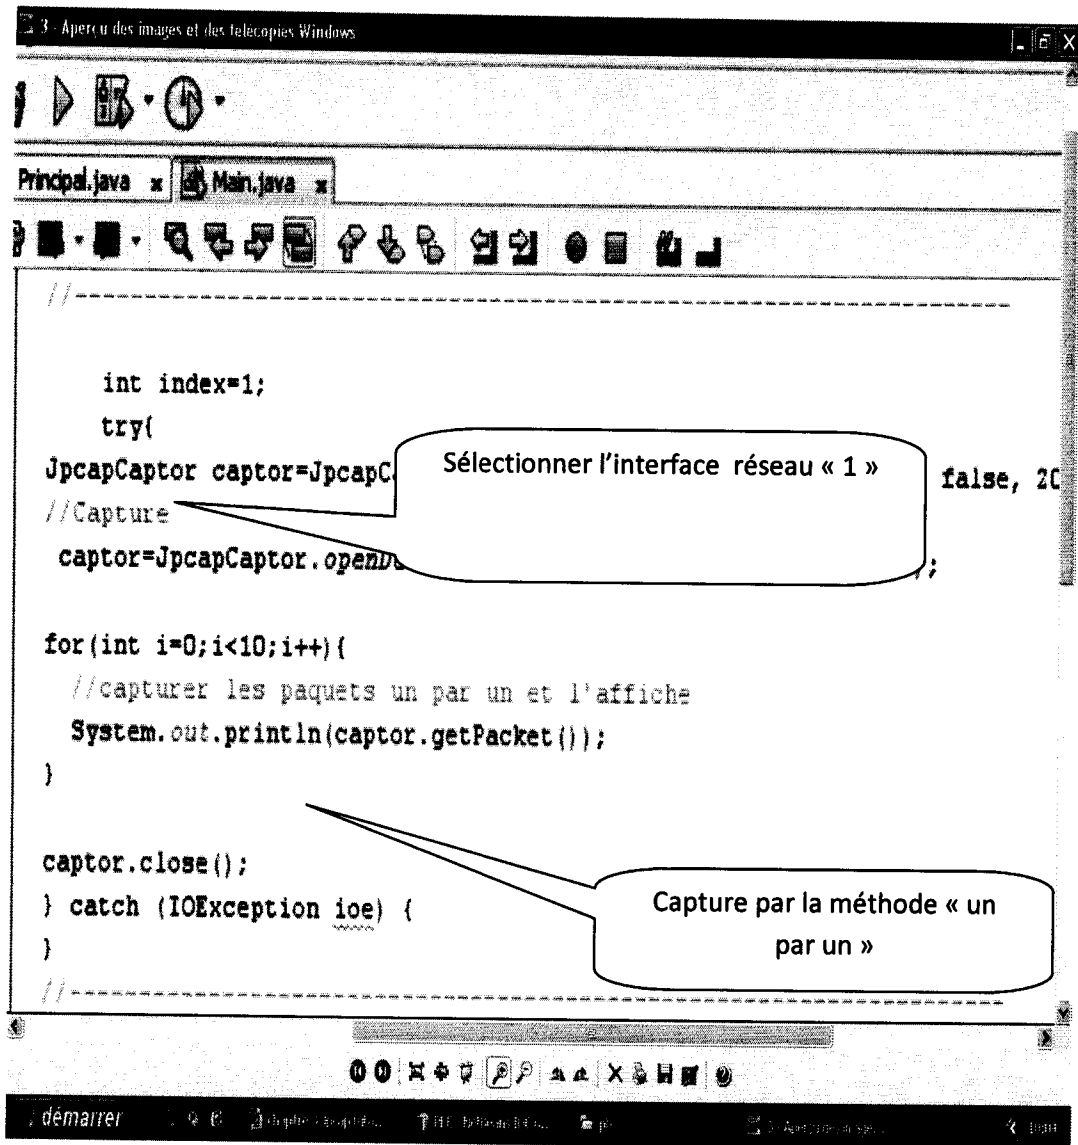 3 - Aperçu des images et des télécopies Windows
Principal.java x Main.java x
//--------------------------------------------------------------------
int index=1;
try{
JpcapCaptor captor=JpcapC
false, 20
//Capture
captor=JpcapCaptor.openD
);
Sélectionner l'interface réseau « 1 »
for(int i=0;i<10;i++){
//capturer les paquets un par un et l'affiche
System.out.println(captor.getPacket());
}
captor.close();
} catch (IOException ioe) {
}
Capture par la méthode « un
par un »
//--------------------------------------------------------------------
démarrer